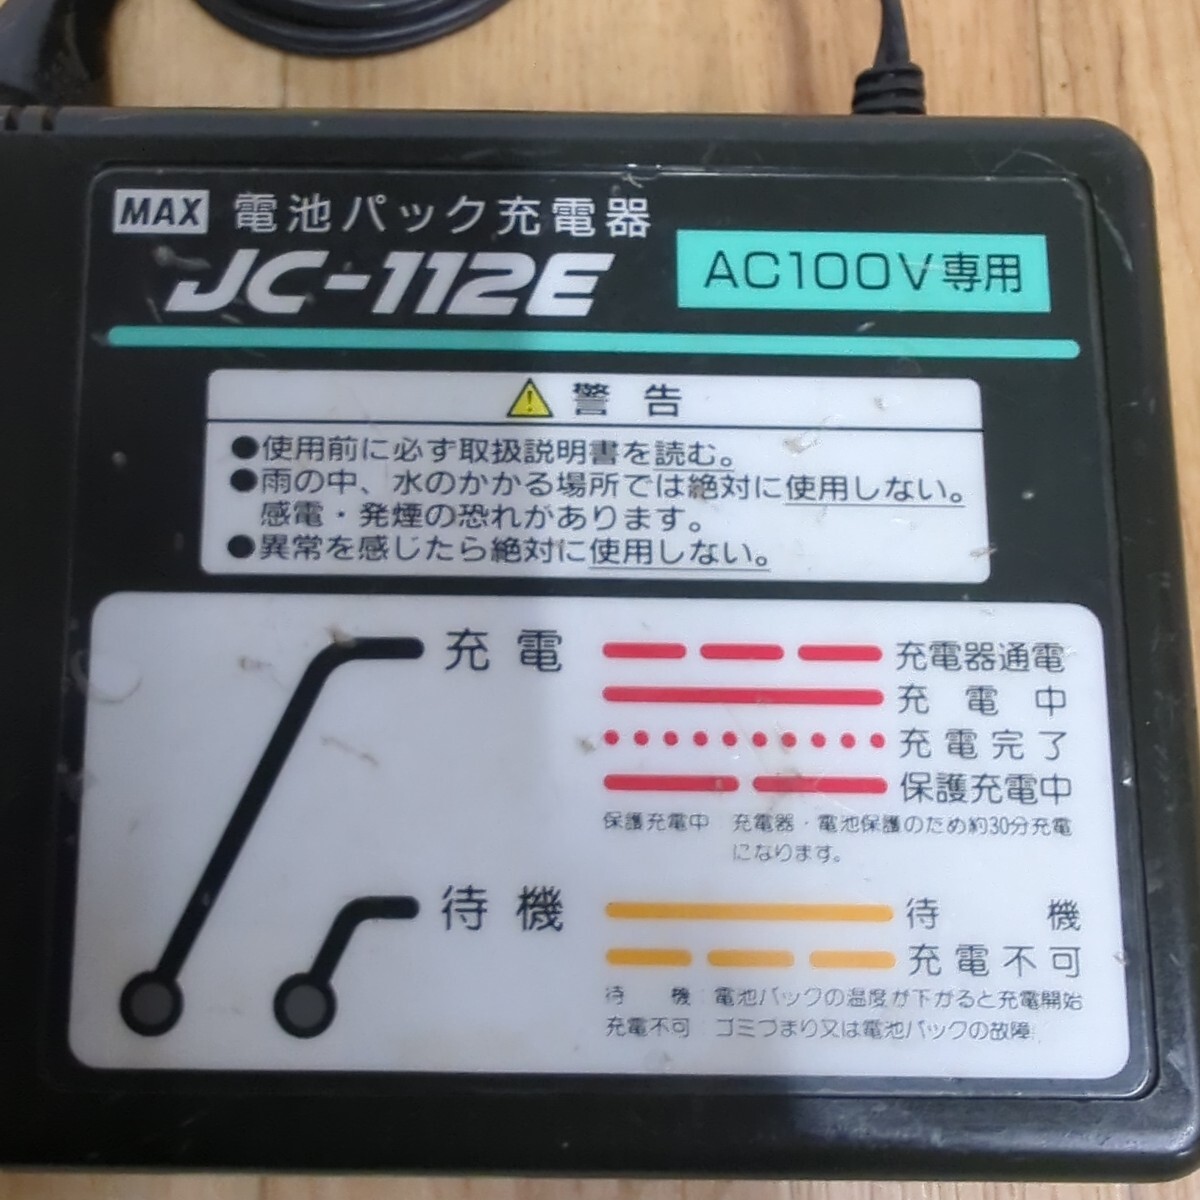 MAX 電池パック充電器
JC-112E
AC100V専用
警告
●使用前に必ず取扱説明書を読む。
●雨の中、水のかかる場所では絶対に使用しない。
感電・発煙の恐れがあります。
●異常を感じたら絶対に使用しない。
充電
充電器通電
充電中
充電完了
保護充電中
保護充電中 充電器・電池保護のため約30分充電
になります。
待機
待機
充電不可
待機 電池パックの温度が下がると充電開始
充電不可 ゴミづまり又は電池パックの故障